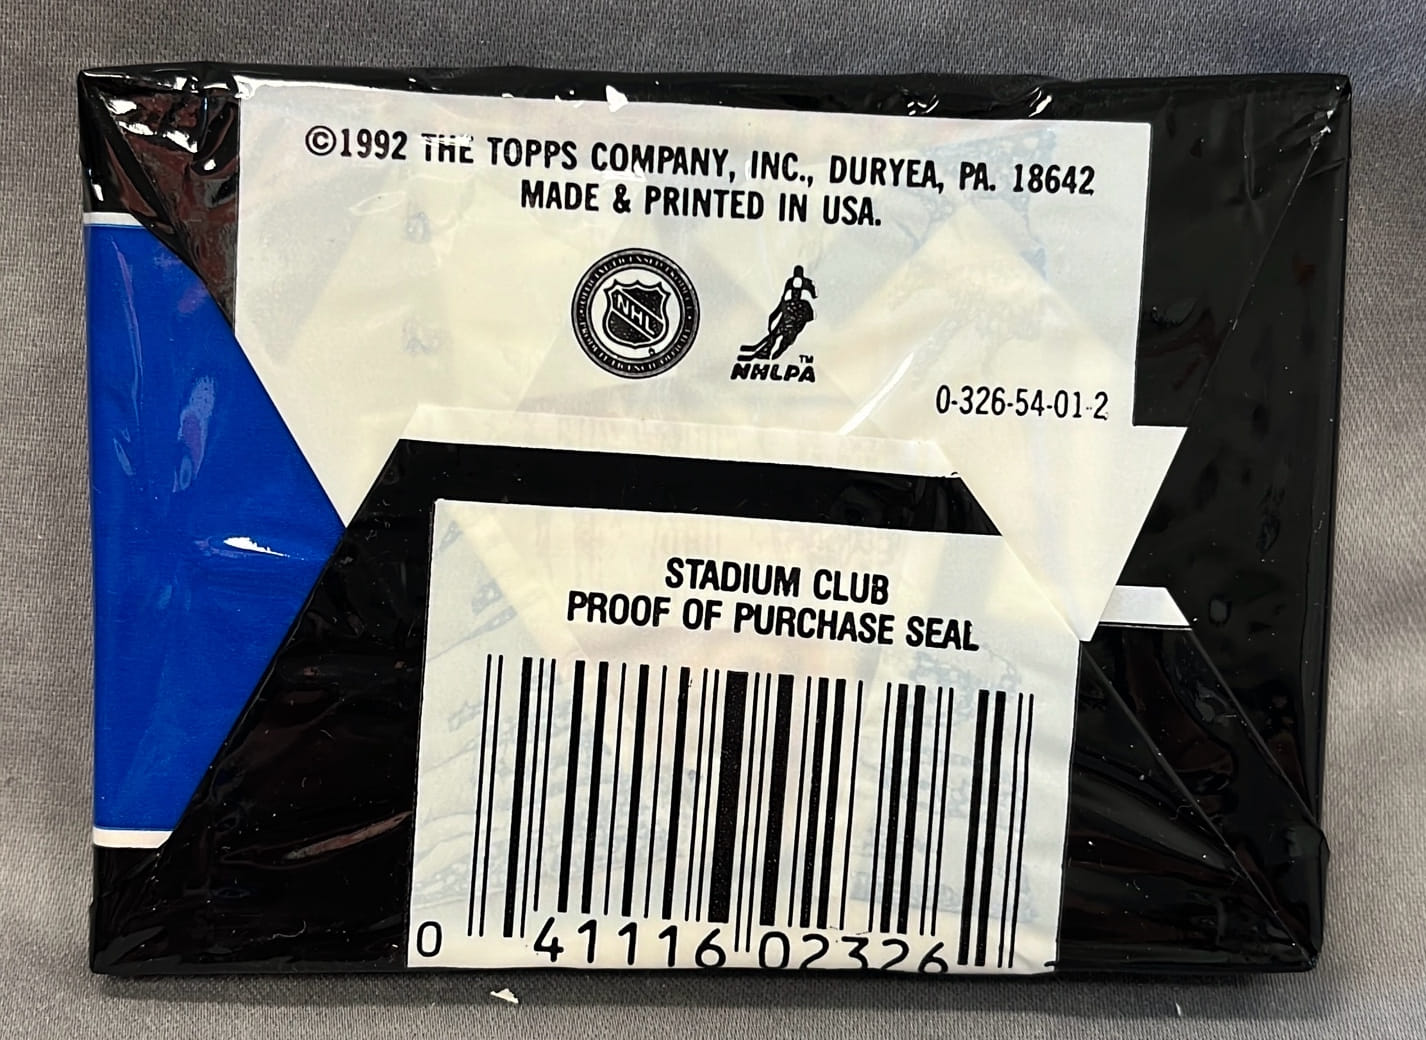 ©1992 THE TOPPS COMPANY, INC., DURYEA, PA. 18642
MADE & PRINTED IN USA.
NHL
TM
NHLPA
0-326-54-01-2
STADIUM CLUB
PROOF OF PURCHASE SEAL
0 41116 02326